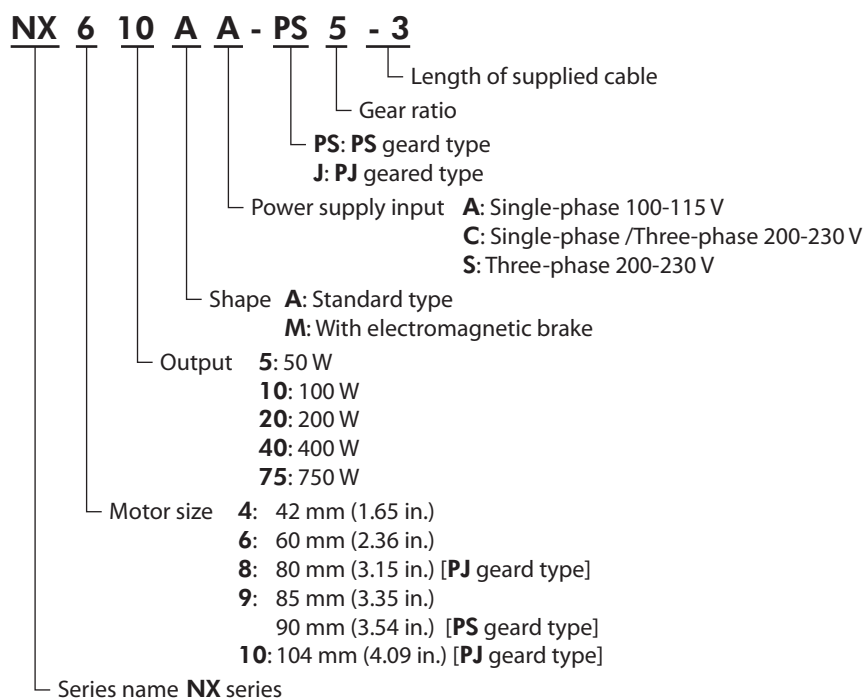 NX 6 10 A A - PS 5 - 3
Length of supplied cable
Gear ratio
PS: PS geard type
J: PJ geared type
Power supply input A: Single-phase 100-115 V
C: Single-phase /Three-phase 200-230 V
S: Three-phase 200-230 V
Shape A: Standard type
M: With electromagnetic brake
Output 5: 50 W
10: 100 W
20: 200 W
40: 400 W
75: 750 W
Motor size 4: 42 mm (1.65 in.)
6: 60 mm (2.36 in.)
8: 80 mm (3.15 in.) [PJ geard type]
9: 85 mm (3.35 in.)
90 mm (3.54 in.) [PS geard type]
10: 104 mm (4.09 in.) [PJ geard type]
Series name NX series